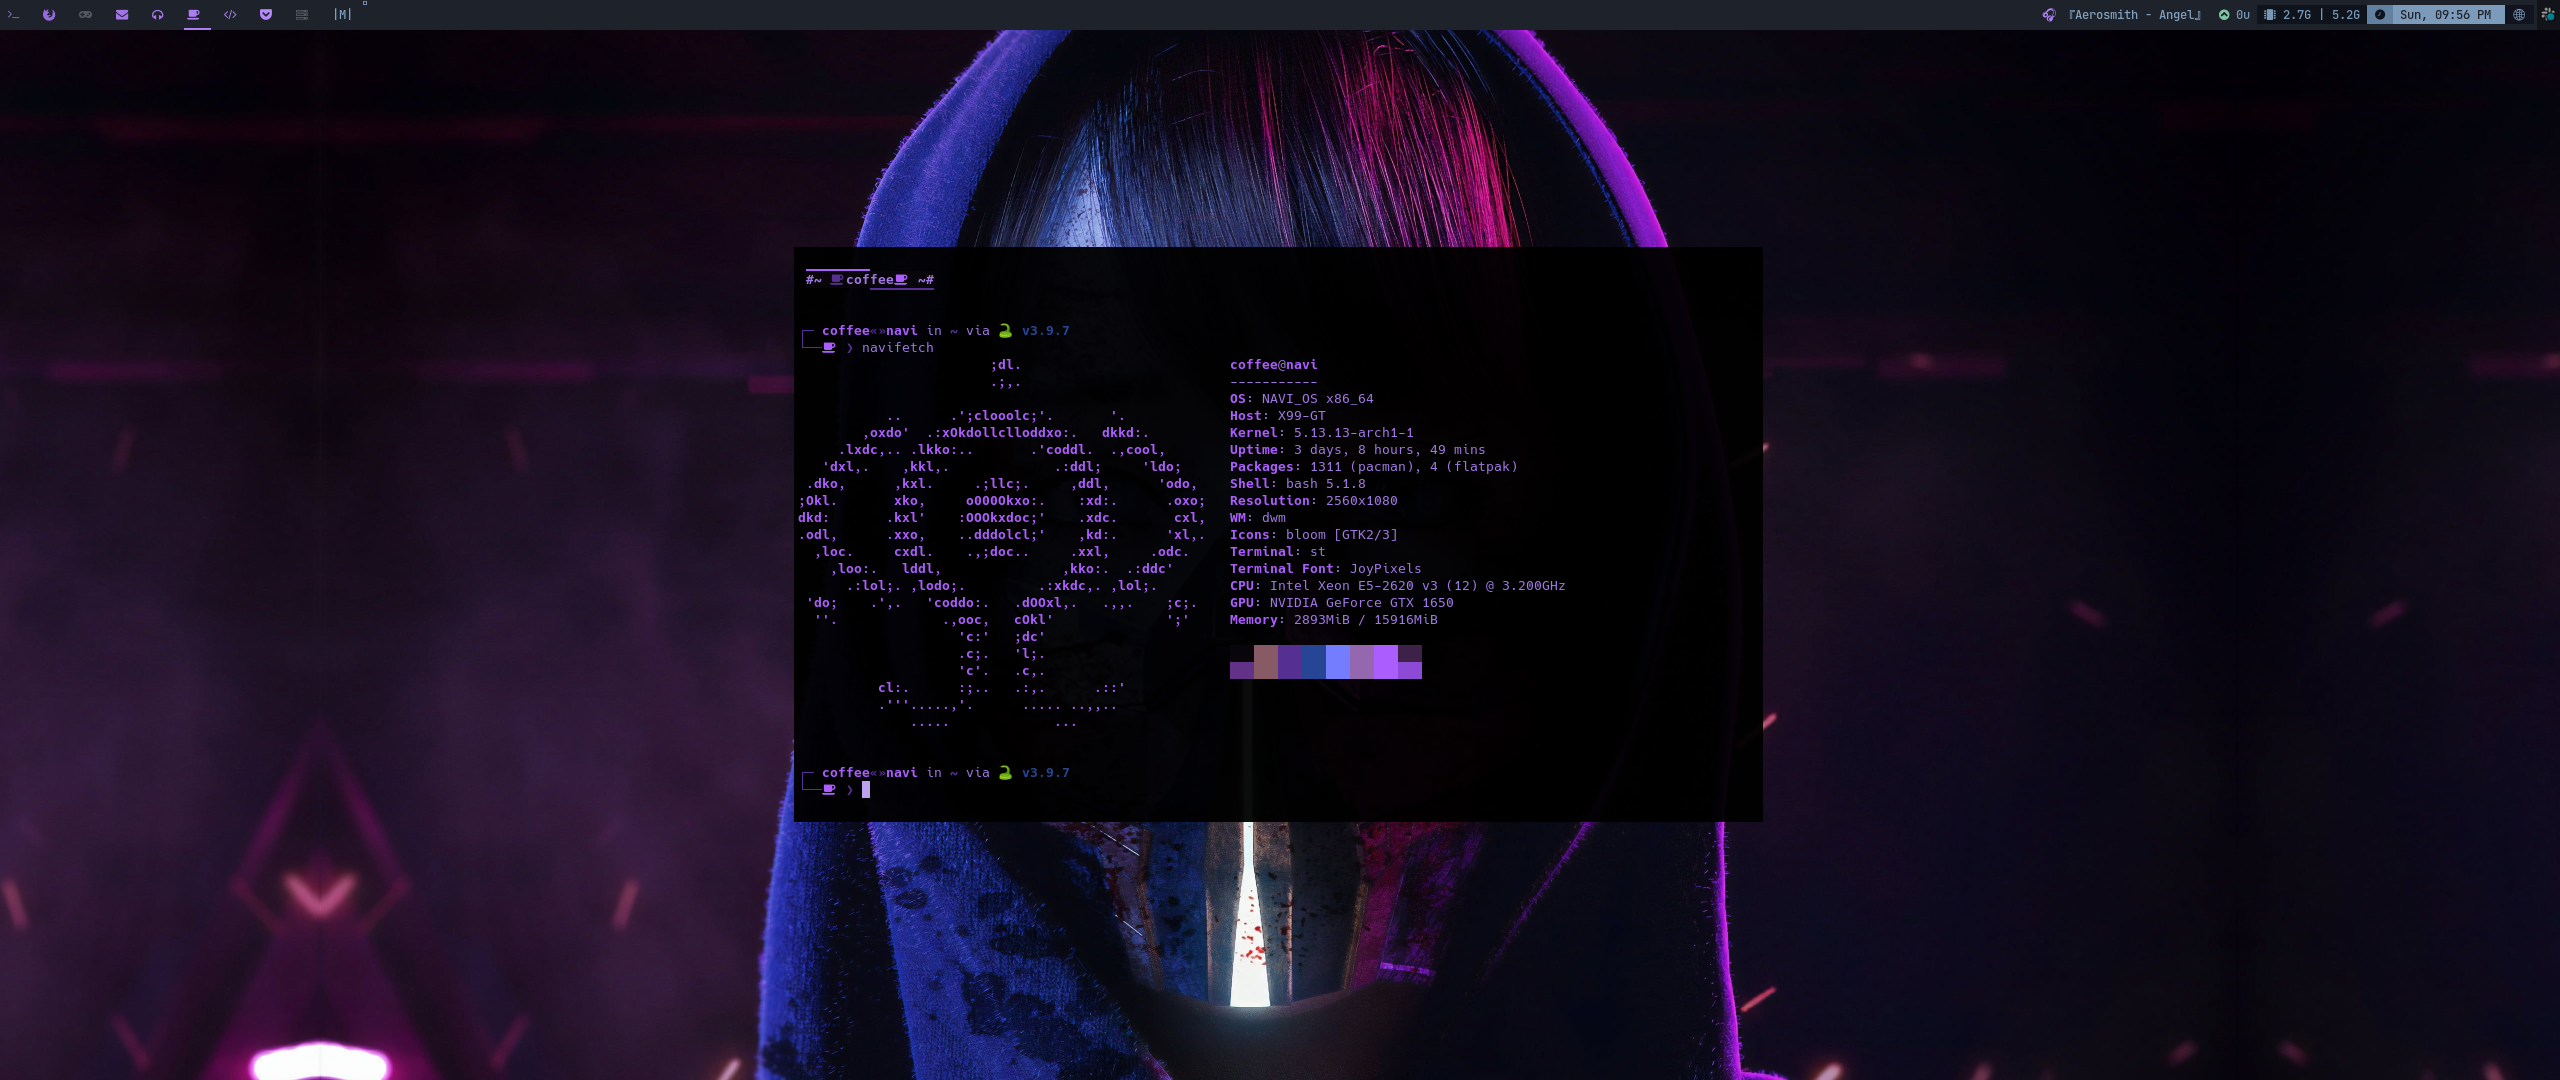 >_ </> |M| 『Aerosmith - Angel』 0u 2.7G | 5.2G Sun, 09:56 PM
#~ coffee ~#
coffee«»navi in ~ via v3.9.7
❯ navifetch
;dl.
.;,.
.. .';clooolc;'. '.
,oxdo' .:xOkdollclloddxo:. dkkd:.
.lxdc,.. .lkko:.. .'coddl. .,cool,
'dxl,. ,kkl,. .:ddl; 'ldo;
.dko, ,kxl. .;llc;. ,ddl, 'odo,
;Okl. xko, oOOOOkxo:. :xd:. .oxo;
dkd: .kxl' :OOOkxdoc;' .xdc. cxl,
.odl, .xxo, ..dddolcl;' ,kd:. 'xl,.
,loc. cxdl. .,;doc.. .xxl, .odc.
,loo:. lddl, ,kko:. .:ddc'
.:lol;. ,lodo;. .:xkdc,. ,lol;.
'do; .',. 'coddo:. .dOOxl,. .,,. ;c;.
''. .,ooc, cOkl' ';'
'c:' ;dc'
.c;. 'l;.
'c'. .c,.
cl:. :;.. .:,. .::'
.'''.....,'. ..... ..,,..
..... ...
coffee@navi
-----------
OS: NAVI_OS x86_64
Host: X99-GT
Kernel: 5.13.13-arch1-1
Uptime: 3 days, 8 hours, 49 mins
Packages: 1311 (pacman), 4 (flatpak)
Shell: bash 5.1.8
Resolution: 2560x1080
WM: dwm
Icons: bloom [GTK2/3]
Terminal: st
Terminal Font: JoyPixels
CPU: Intel Xeon E5-2620 v3 (12) @ 3.200GHz
GPU: NVIDIA GeForce GTX 1650
Memory: 2893MiB / 15916MiB
coffee«»navi in ~ via v3.9.7
❯